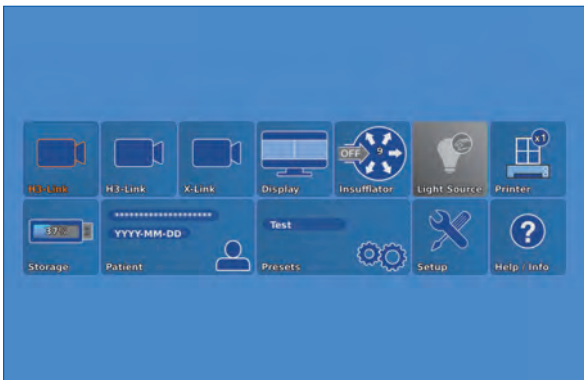 H3-Link
H3-Link
X-Link
Display
OFF
9
Insufflator
Light Source
x1
Printer
Storage
********************
YYYY-MM-DD
Patient
Test
Presets
Setup
?
Help / Info